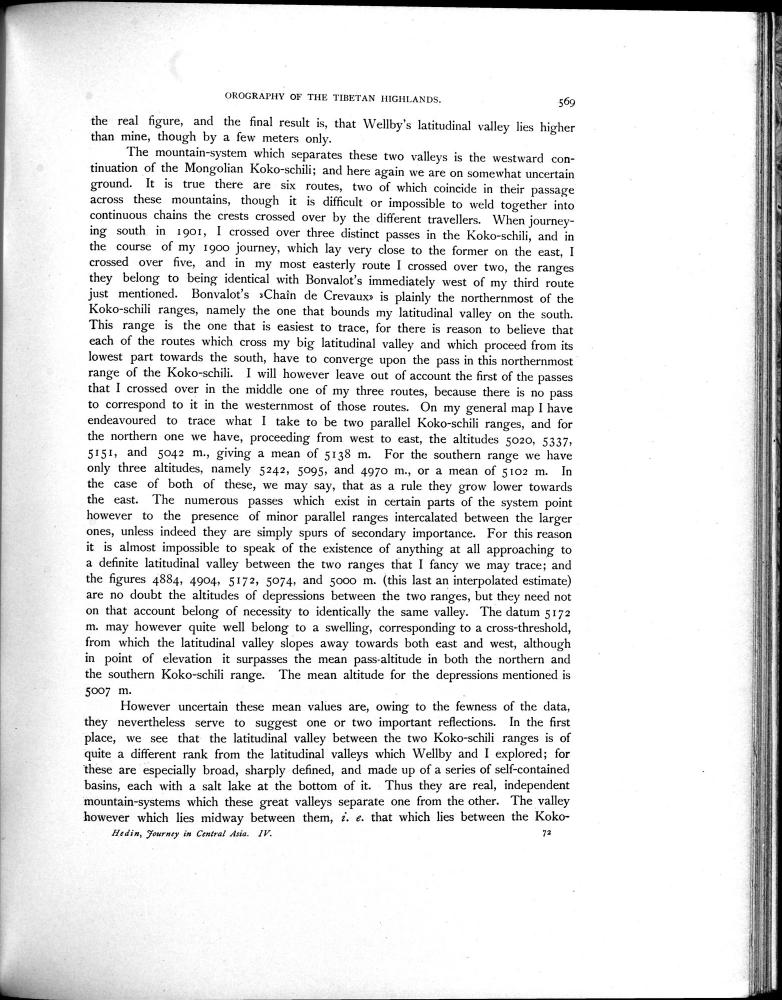 OROGRAPHY OF THE TIBETAN HIGHLANDS. 569
the real figure, and the final result is, that Wellby's latitudinal valley lies higher
than mine, though by a few meters only.
The mountain-system which separates these two valleys is the westward con-
tinuation of the Mongolian Koko-schili; and here again we are on somewhat uncertain
ground. It is true there are six routes, two of which coincide in their passage
across these mountains, though it is difficult or impossible to weld together into
continuous chains the crests crossed over by the different travellers. When journey-
ing south in 1901, I crossed over three distinct passes in the Koko-schili, and in
the course of my 1900 journey, which lay very close to the former on the east, I
crossed over five, and in my most easterly route I crossed over two, the ranges
they belong to being identical with Bonvalot's immediately west of my third route
just mentioned. Bonvalot's »Chaîn de Crevaux» is plainly the northernmost of the
Koko-schili ranges, namely the one that bounds my latitudinal valley on the south.
This range is the one that is easiest to trace, for there is reason to believe that
each of the routes which cross my big latitudinal valley and which proceed from its
lowest part towards the south, have to converge upon the pass in this northernmost
range of the Koko-schili. I will however leave out of account the first of the passes
that I crossed over in the middle one of my three routes, because there is no pass
to correspond to it in the westernmost of those routes. On my general map I have
endeavoured to trace what I take to be two parallel Koko-schili ranges, and for
the northern one we have, proceeding from west to east, the altitudes 5020, 5337,
5151, and 5042 m., giving a mean of 5138 m. For the southern range we have
only three altitudes, namely 5242, 5095, and 4970 m., or a mean of 5102 m. In
the case of both of these, we may say, that as a rule they grow lower towards
the east. The numerous passes which exist in certain parts of the system point
however to the presence of minor parallel ranges intercalated between the larger
ones, unless indeed they are simply spurs of secondary importance. For this reason
it is almost impossible to speak of the existence of anything at all approaching to
a definite latitudinal valley between the two ranges that I fancy we may trace; and
the figures 4884, 4904, 5172, 5074, and 5000 m. (this last an interpolated estimate)
are no doubt the altitudes of depressions between the two ranges, but they need not
on that account belong of necessity to identically the same valley. The datum 5172
m. may however quite well belong to a swelling, corresponding to a cross-threshold,
from which the latitudinal valley slopes away towards both east and west, although
in point of elevation it surpasses the mean pass-altitude in both the northern and
the southern Koko-schili range. The mean altitude for the depressions mentioned is
5007 m.
However uncertain these mean values are, owing to the fewness of the data,
they nevertheless serve to suggest one or two important reflections. In the first
place, we see that the latitudinal valley between the two Koko-schili ranges is of
quite a different rank from the latitudinal valleys which Wellby and I explored; for
these are especially broad, sharply defined, and made up of a series of self-contained
basins, each with a salt lake at the bottom of it. Thus they are real, independent
mountain-systems which these great valleys separate one from the other. The valley
however which lies midway between them, i. e. that which lies between the Koko-
Hedin, Journey in Central Asia. IV. 72